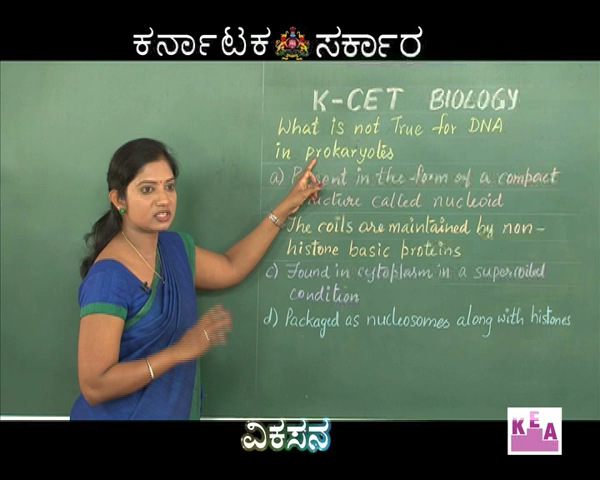 ಕರ್ನಾಟಕ ಸರ್ಕಾರ
K-CET BIOLOGY
What is not True for DNA
in prokaryotes
a) Present in the form of a compact
structure called nucleoid
The coils are maintained by non-
histone basic proteins
c) Found in cytoplasm in a supercoiled
condition
d) Packaged as nucleosomes along with histones
ವಿಕಸನ
KEA